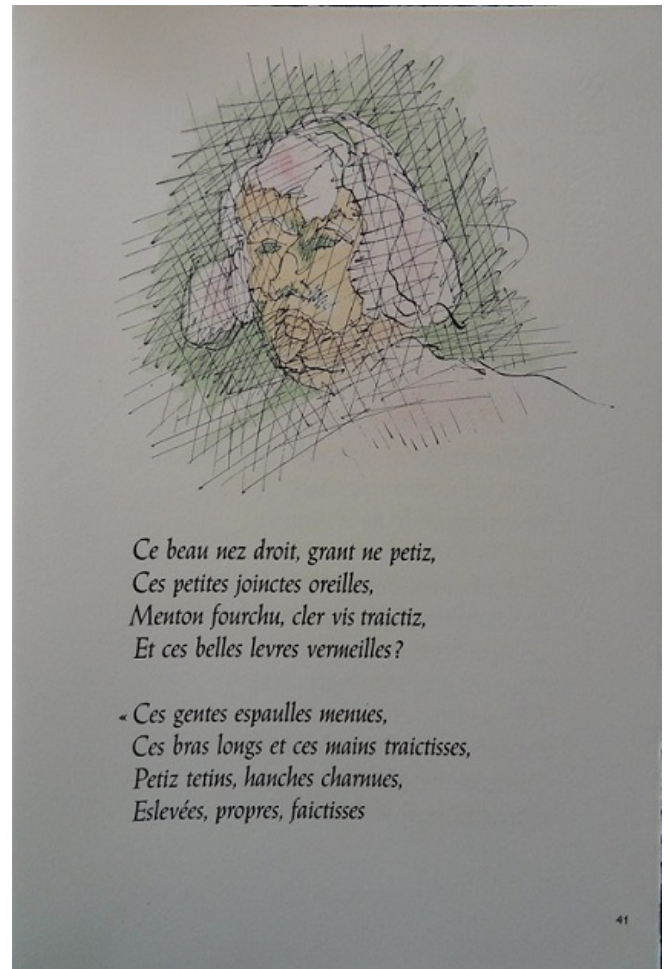 Ce beau nez droit, grant ne petiz,
Ces petites joinctes oreilles,
Menton fourchu, cler vis traictiz,
Et ces belles levres vermeilles?
« Ces gentes espaulles menues,
Ces bras longs et ces mains traictisses,
Petiz tetins, hanches charnues,
Eslevées, propres, faictisses
41